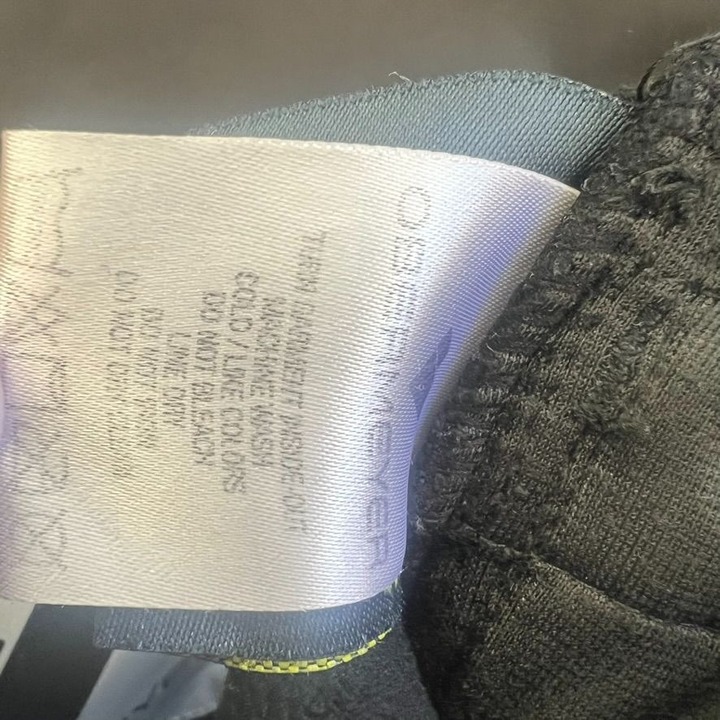 OBERMEYER
TURN GARMENT INSIDE OUT
MACHINE WASH
COLD / LIKE COLORS
DO NOT BLEACH
LINE DRY
DO NOT IRON
DO NOT DRY CLEAN